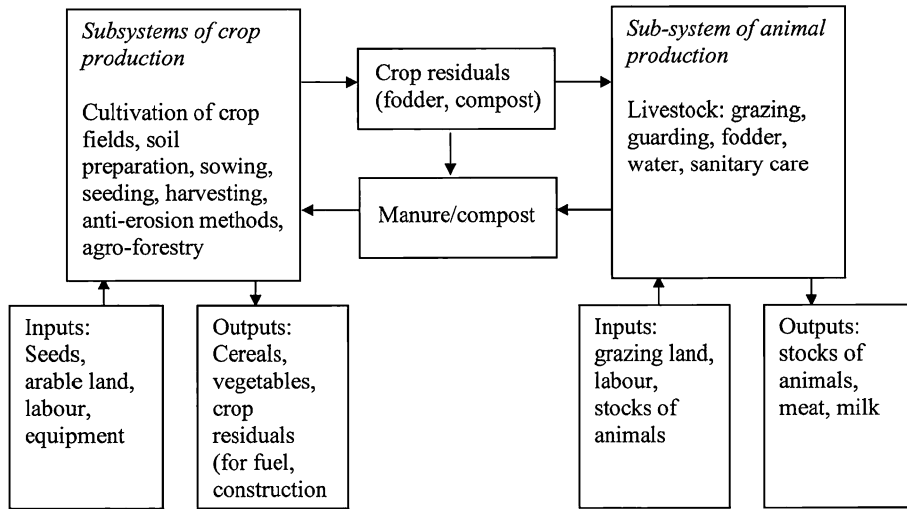 Subsystems of crop
production
Cultivation of crop
fields, soil
preparation, sowing,
seeding, harvesting,
anti-erosion methods,
agro-forestry
Crop residuals
(fodder, compost)
Manure/compost
Sub-system of animal
production
Livestock: grazing,
guarding, fodder,
water, sanitary care
Inputs:
Seeds,
arable land,
labour,
equipment
Outputs:
Cereals,
vegetables,
crop
residuals
(for fuel,
construction
Inputs:
grazing land,
labour,
stocks of
animals
Outputs:
stocks of
animals,
meat, milk